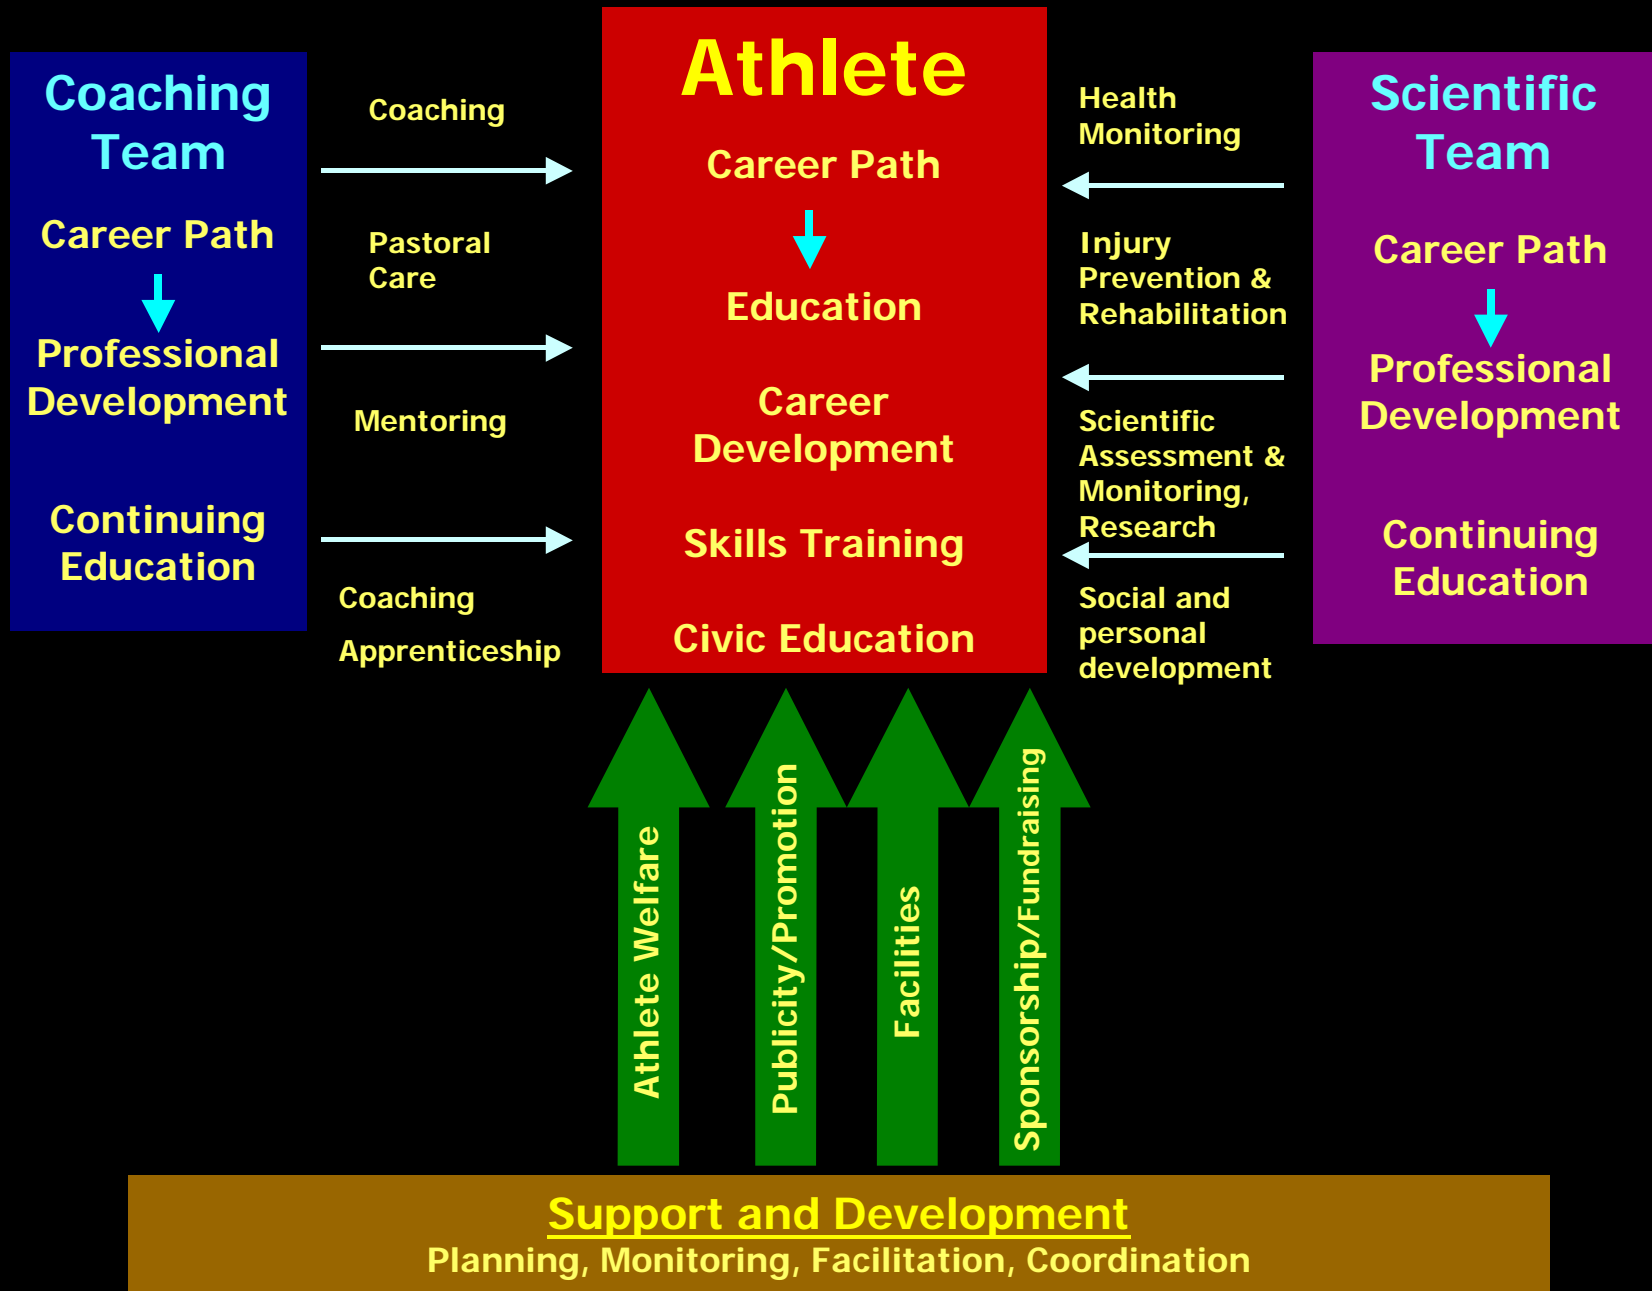 Coaching
Team
Career Path
Professional
Development
Continuing
Education
Coaching
Pastoral
Care
Mentoring
Coaching
Apprenticeship
Athlete
Career Path
Education
Career
Development
Skills Training
Civic Education
Health
Monitoring
Injury
Prevention &
Rehabilitation
Scientific
Assessment &
Monitoring,
Research
Social and
personal
development
Scientific
Team
Career Path
Professional
Development
Continuing
Education
Athlete Welfare
Publicity/Promotion
Facilities
Sponsorship/Fundraising
Support and Development
Planning, Monitoring, Facilitation, Coordination